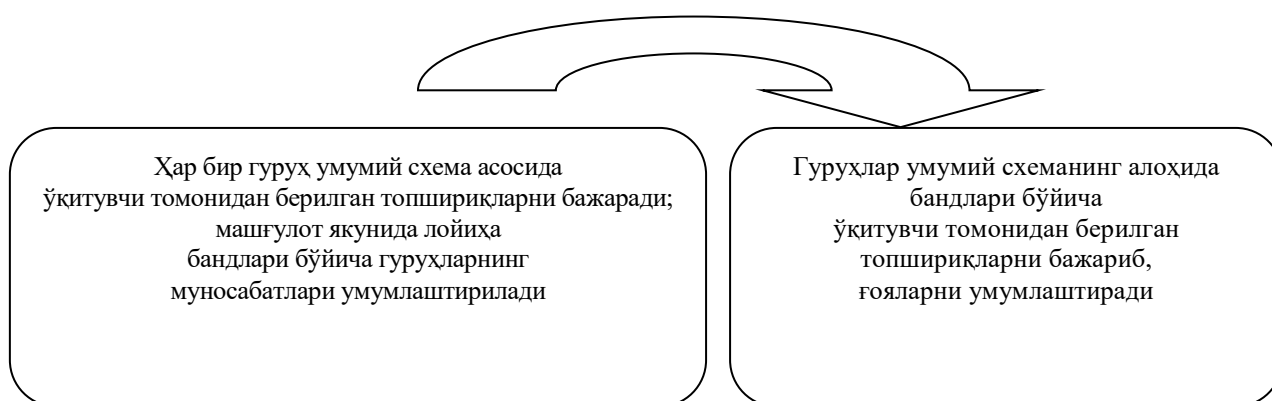 Ҳар бир гуруҳ умумий схема асосида
ўқитувчи томонидан берилган топшириқларни бажаради;
машғулот якунида лойиҳа
бандлари бўйича гуруҳларнинг
муносабатлари умумлаштирилади
Гуруҳлар умумий схеманинг алоҳида
бандлари бўйича
ўқитувчи томонидан берилган
топшириқларни бажариб,
ғояларни умумлаштиради